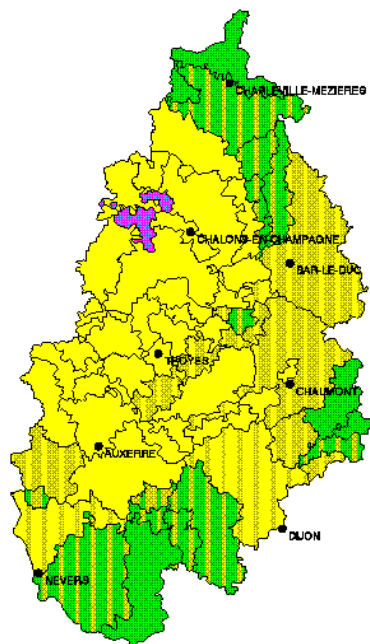 CHARLEVILLE-MEZIERES
CHALONS-EN-CHAMPAGNE
BAR-LE-DUC
TROYES
CHAUMONT
AUXERRE
DIJON
NEVERS